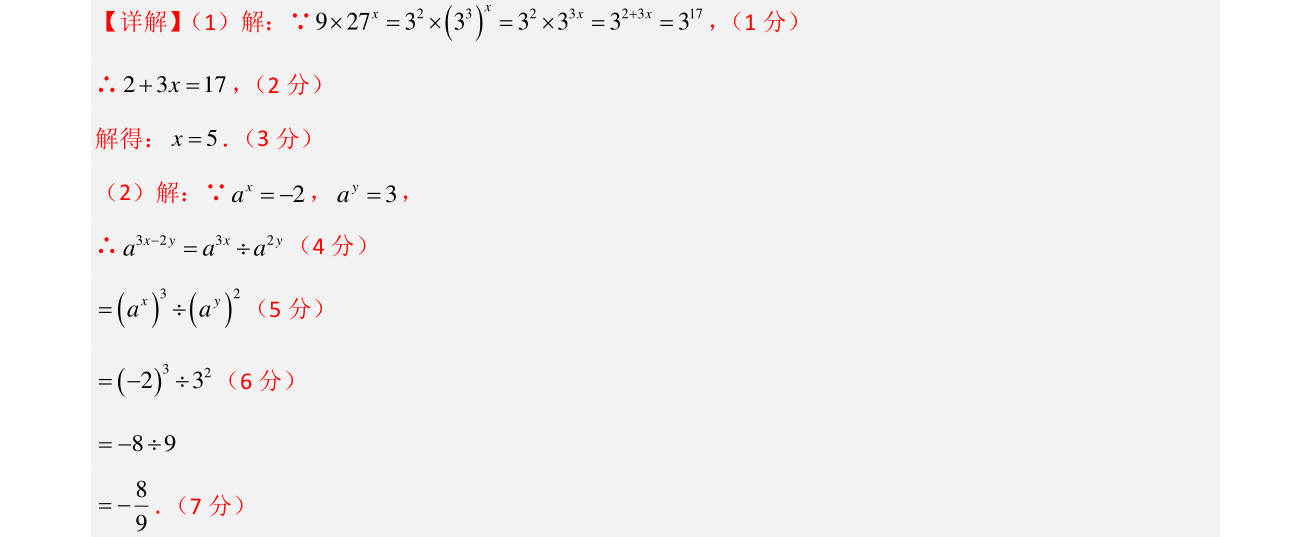 【详解】（1）解：∵ 9×27^x = 3^2×(3^3)^x = 3^2×3^{3x} = 3^{2+3x} = 3^{17}，（1 分）
∴ 2+3x=17，（2 分）
解得： x=5．（3 分）
（2）解：∵ a^x=−2， a^y=3，
∴ a^{3x−2y}=a^{3x}÷a^{2y}（4 分）
=(a^x)^3÷(a^y)^2（5 分）
=(−2)^3÷3^2（6 分）
=−8÷9
=−\frac{8}{9}．（7 分）